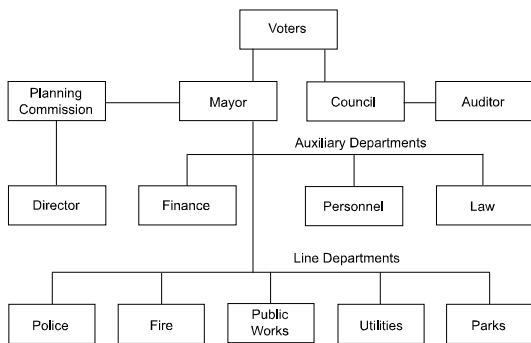 Voters
Planning
Commission
Mayor
Council
Auditor
Auxiliary Departments
Director
Finance
Personnel
Law
Line Departments
Police
Fire
Public
Works
Utilities
Parks